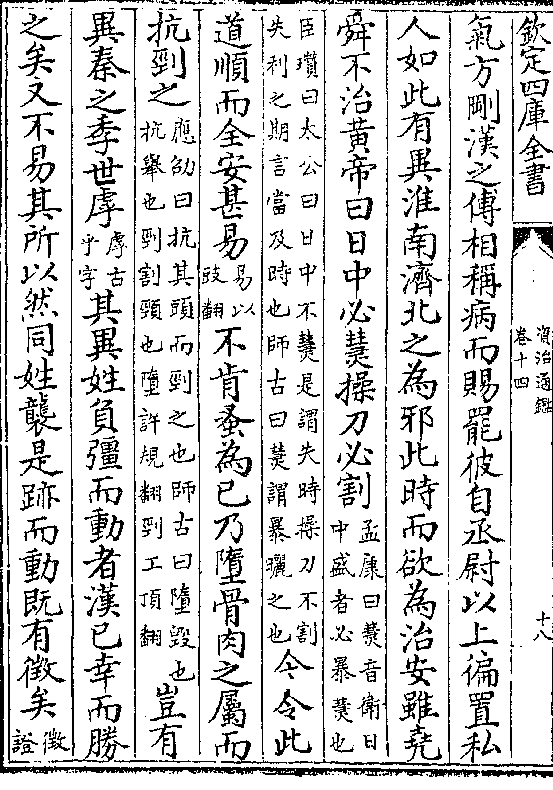 欽定四庫全書
資治通鑑
卷十四
十八
氣方剛漢之傅相稱病而賜罷彼自丞尉以上徧置私
人如此有異淮南濟北之為邪此時而欲為治安雖堯
舜不治黃帝曰日中必熭操刀必割
孟康曰熭音衛日
中盛者必暴熭也
臣瓚曰太公曰日中不熭是謂失時操刀不割
失利之期言當及時也師古曰熭謂暴曬之也
今令此
道順而全安甚易
易以
豉翻
不肯蚤為已乃墮骨肉之屬而
抗剄之
應劭曰抗其頭而剄之也師古曰墮毀也
抗舉也剄割頸也墮許規翻剄工頂翻
豈有
異秦之季世虖
虖古
乎字
其異姓負彊而動者漢已幸而勝
之矣又不易其所以然同姓襲是跡而動既有徵矣
徵
證